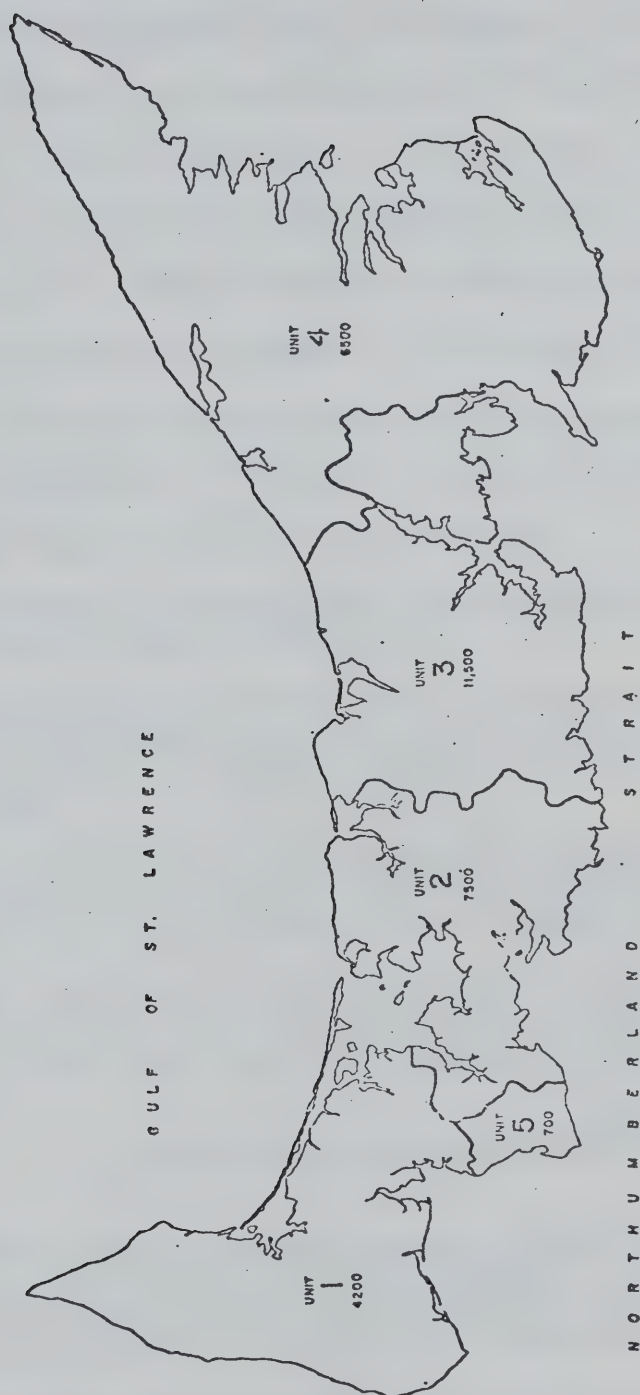 GULF OF ST. LAWRENCE
UNIT
1
4200
UNIT
5
700
UNIT
2
7500
UNIT
3
11,500
UNIT
4
6500
NORTHUMBERLAND STRAIT